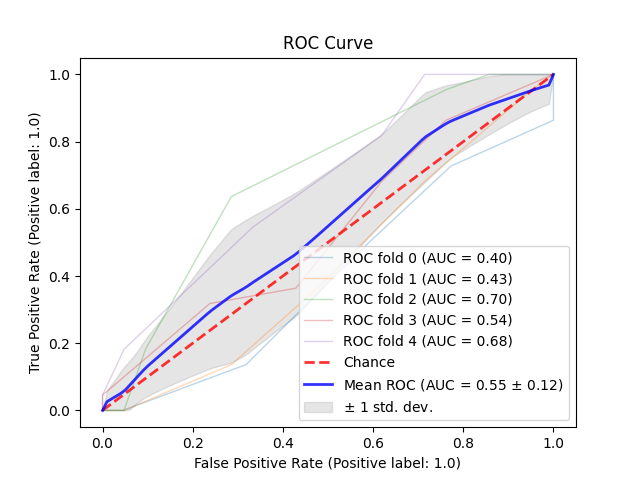 ROC Curve
True Positive Rate (Positive label: 1.0)
1.0
0.8
0.6
0.4
0.2
0.0
ROC fold 0 (AUC = 0.40)
ROC fold 1 (AUC = 0.43)
ROC fold 2 (AUC = 0.70)
ROC fold 3 (AUC = 0.54)
ROC fold 4 (AUC = 0.68)
Chance
Mean ROC (AUC = 0.55 ± 0.12)
± 1 std. dev.
0.0 0.2 0.4 0.6 0.8 1.0
False Positive Rate (Positive label: 1.0)